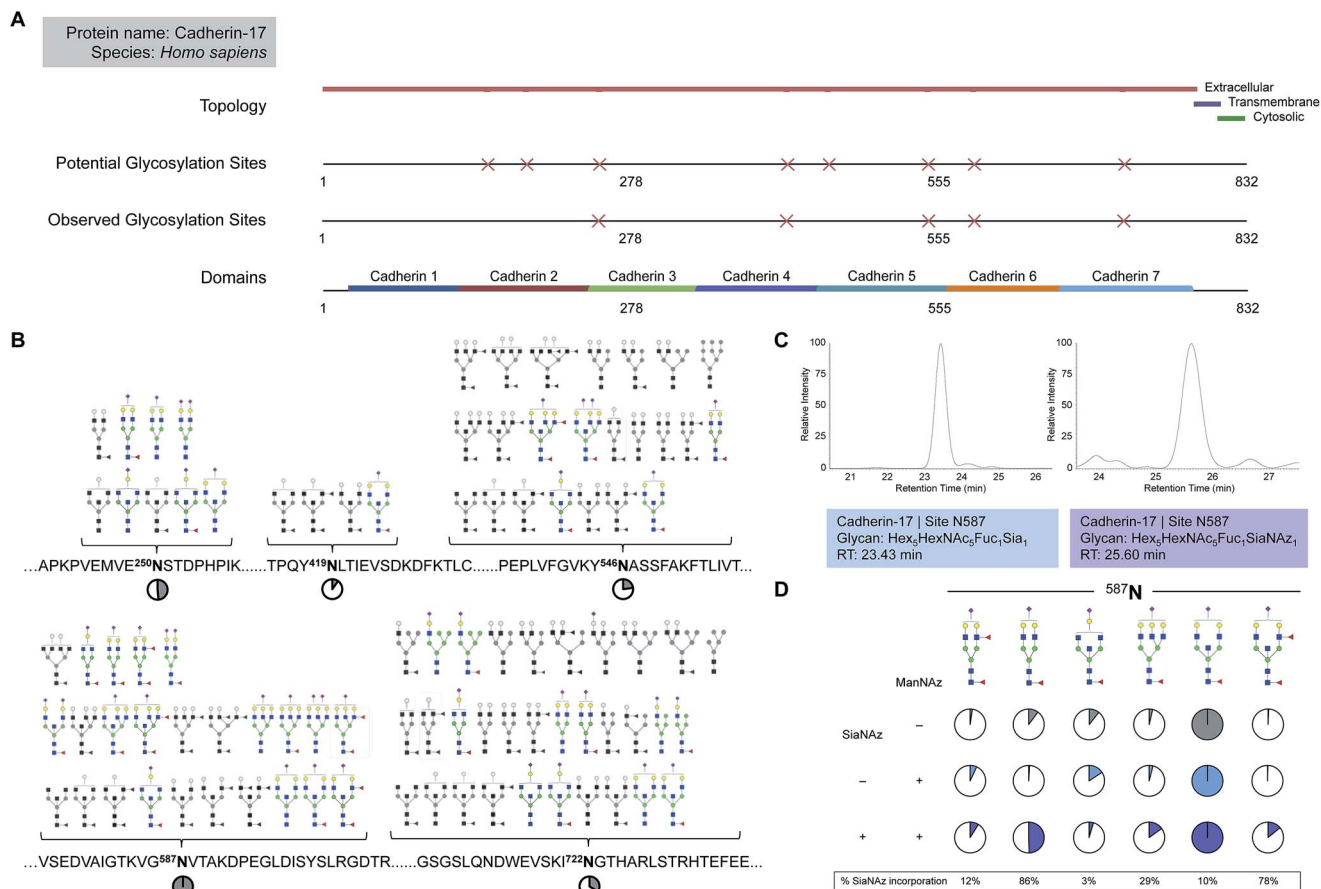 A
Protein name: Cadherin-17
Species: Homo sapiens
Topology
Extracellular
Transmembrane
Cytosolic
Potential Glycosylation Sites
1 278 555 832
Observed Glycosylation Sites
1 278 555 832
Domains
Cadherin 1 Cadherin 2 Cadherin 3 Cadherin 4 Cadherin 5 Cadherin 6 Cadherin 7
1 278 555 832
B
...APKPVEMVE²⁵⁰NSTDPHPIK......TPQY⁴¹⁹NLTIEVSDKDFKTLC...PEPLVFGVKY⁵⁴⁶NASSFAKFTLIVT...
...VSEDVAIGTKVG⁵⁸⁷NVTAKDPEGLDISYSLRGDTR......GSGSLQNDWEVSKI⁷²²NGTHARLSTRHTEFEE...
C
Relative Intensity
100
75
50
25
0
21 22 23 24 25 26
Retention Time (min)
Relative Intensity
100
75
50
25
0
24 25 26 27
Retention Time (min)
Cadherin-17 | Site N587
Glycan: Hex₅HexNAc₅Fuc₁Sia₁
RT: 23.43 min
Cadherin-17 | Site N587
Glycan: Hex₅HexNAc₅Fuc₁SiaNAz₁
RT: 25.60 min
D
⁵⁸⁷N
ManNAz
SiaNAz –
– +
+ +
% SiaNAz incorporation 12% 86% 3% 29% 10% 78%